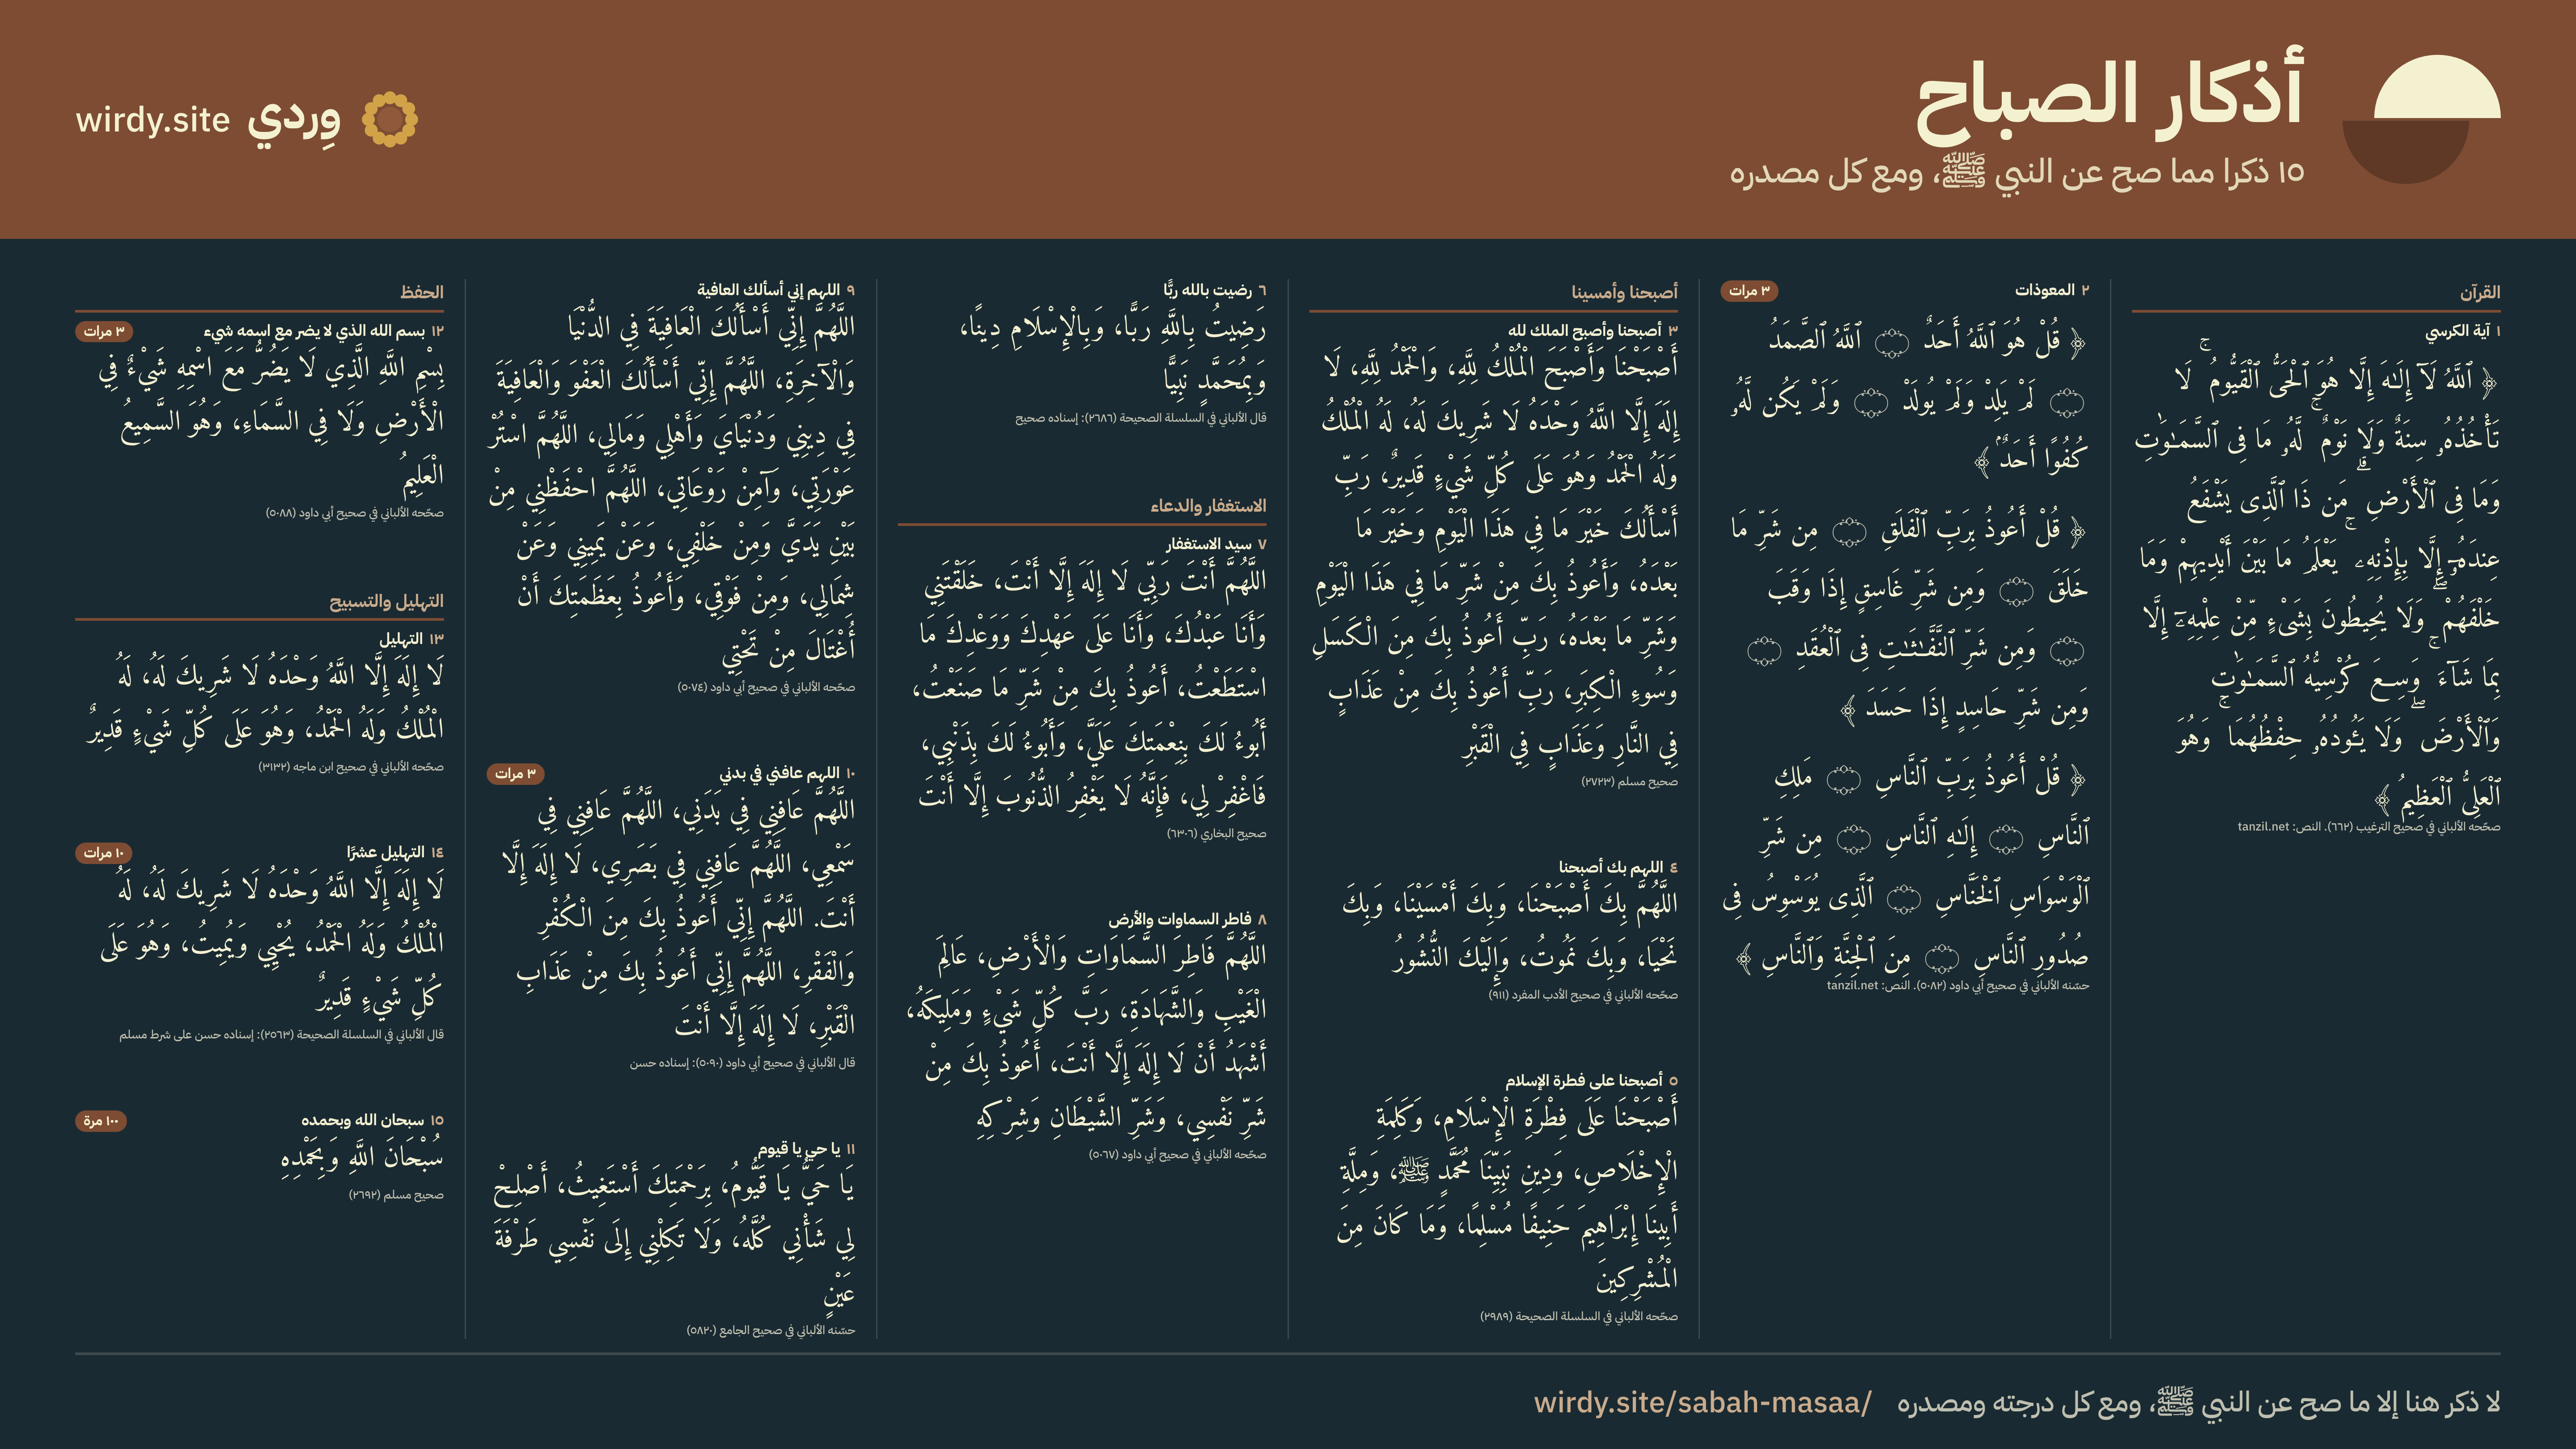 أذكار الصباح
١٥ ذكرا مما صح عن النبي ﷺ، ومع كل مصدره
وِردي wirdy.site
القرآن
١ آية الكرسي
﴿ ٱللَّهُ لَآ إِلَـٰهَ إِلَّا هُوَ ٱلْحَىُّ ٱلْقَيُّومُ ۚ لَا
تَأْخُذُهُۥ سِنَةٌ وَلَا نَوْمٌ ۚ لَّهُۥ مَا فِى ٱلسَّمَـٰوَٰتِ
وَمَا فِى ٱلْأَرْضِ ۗ مَن ذَا ٱلَّذِى يَشْفَعُ
عِندَهُۥٓ إِلَّا بِإِذْنِهِۦ ۚ يَعْلَمُ مَا بَيْنَ أَيْدِيهِمْ وَمَا
خَلْفَهُمْ ۖ وَلَا يُحِيطُونَ بِشَىْءٍ مِّنْ عِلْمِهِۦٓ إِلَّا
بِمَا شَآءَ ۚ وَسِعَ كُرْسِيُّهُ ٱلسَّمَـٰوَٰتِ
وَٱلْأَرْضَ ۖ وَلَا يَـُٔودُهُۥ حِفْظُهُمَا ۚ وَهُوَ
ٱلْعَلِىُّ ٱلْعَظِيمُ ﴾
صحّحه الألباني في صحيح الترغيب (٦٦٢). النص: tanzil.net
٢ المعوذات
٣ مرات
﴿ قُلْ هُوَ ٱللَّهُ أَحَدٌ ۝ ٱللَّهُ ٱلصَّمَدُ
۝ لَمْ يَلِدْ وَلَمْ يُولَدْ ۝ وَلَمْ يَكُن لَّهُۥ
كُفُوًا أَحَدٌۢ ﴾
﴿ قُلْ أَعُوذُ بِرَبِّ ٱلْفَلَقِ ۝ مِن شَرِّ مَا
خَلَقَ ۝ وَمِن شَرِّ غَاسِقٍ إِذَا وَقَبَ
۝ وَمِن شَرِّ ٱلنَّفَّـٰثَـٰتِ فِى ٱلْعُقَدِ ۝
وَمِن شَرِّ حَاسِدٍ إِذَا حَسَدَ ﴾
﴿ قُلْ أَعُوذُ بِرَبِّ ٱلنَّاسِ ۝ مَلِكِ
ٱلنَّاسِ ۝ إِلَـٰهِ ٱلنَّاسِ ۝ مِن شَرِّ
ٱلْوَسْوَاسِ ٱلْخَنَّاسِ ۝ ٱلَّذِى يُوَسْوِسُ فِى
صُدُورِ ٱلنَّاسِ ۝ مِنَ ٱلْجِنَّةِ وَٱلنَّاسِ ﴾
حسّنه الألباني في صحيح أبي داود (٥٠٨٢). النص: tanzil.net
أصبحنا وأمسينا
٣ أصبحنا وأصبح الملك لله
أَصْبَحْنَا وَأَصْبَحَ الْمُلْكُ لِلَّهِ، وَالْحَمْدُ لِلَّهِ، لَا
إِلَهَ إِلَّا اللَّهُ وَحْدَهُ لَا شَرِيكَ لَهُ، لَهُ الْمُلْكُ
وَلَهُ الْحَمْدُ وَهُوَ عَلَى كُلِّ شَيْءٍ قَدِيرٌ، رَبِّ
أَسْأَلُكَ خَيْرَ مَا فِي هَذَا الْيَوْمِ وَخَيْرَ مَا
بَعْدَهُ، وَأَعُوذُ بِكَ مِنْ شَرِّ مَا فِي هَذَا الْيَوْمِ
وَشَرِّ مَا بَعْدَهُ، رَبِّ أَعُوذُ بِكَ مِنَ الْكَسَلِ
وَسُوءِ الْكِبَرِ، رَبِّ أَعُوذُ بِكَ مِنْ عَذَابٍ
فِي النَّارِ وَعَذَابٍ فِي الْقَبْرِ
صحيح مسلم (٢٧٢٣)
٤ اللهم بك أصبحنا
اللَّهُمَّ بِكَ أَصْبَحْنَا، وَبِكَ أَمْسَيْنَا، وَبِكَ
نَحْيَا، وَبِكَ نَمُوتُ، وَإِلَيْكَ النُّشُورُ
صحّحه الألباني في صحيح الأدب المفرد (٩١١)
٥ أصبحنا على فطرة الإسلام
أَصْبَحْنَا عَلَى فِطْرَةِ الْإِسْلَامِ، وَكَلِمَةِ
الْإِخْلَاصِ، وَدِينِ نَبِيِّنَا مُحَمَّدٍ ﷺ، وَمِلَّةِ
أَبِينَا إِبْرَاهِيمَ حَنِيفًا مُسْلِمًا، وَمَا كَانَ مِنَ
الْمُشْرِكِينَ
صحّحه الألباني في السلسلة الصحيحة (٢٩٨٩)
٦ رضيت بالله ربًّا
رَضِيتُ بِاللَّهِ رَبًّا، وَبِالْإِسْلَامِ دِينًا،
وَبِمُحَمَّدٍ نَبِيًّا
قال الألباني في السلسلة الصحيحة (٢٦٨٦): إسناده صحيح
الاستغفار والدعاء
٧ سيد الاستغفار
اللَّهُمَّ أَنْتَ رَبِّي لَا إِلَهَ إِلَّا أَنْتَ، خَلَقْتَنِي
وَأَنَا عَبْدُكَ، وَأَنَا عَلَى عَهْدِكَ وَوَعْدِكَ مَا
اسْتَطَعْتُ، أَعُوذُ بِكَ مِنْ شَرِّ مَا صَنَعْتُ،
أَبُوءُ لَكَ بِنِعْمَتِكَ عَلَيَّ، وَأَبُوءُ لَكَ بِذَنْبِي،
فَاغْفِرْ لِي، فَإِنَّهُ لَا يَغْفِرُ الذُّنُوبَ إِلَّا أَنْتَ
صحيح البخاري (٦٣٠٦)
٨ فاطر السماوات والأرض
اللَّهُمَّ فَاطِرَ السَّمَاوَاتِ وَالْأَرْضِ، عَالِمَ
الْغَيْبِ وَالشَّهَادَةِ، رَبَّ كُلِّ شَيْءٍ وَمَلِيكَهُ،
أَشْهَدُ أَنْ لَا إِلَهَ إِلَّا أَنْتَ، أَعُوذُ بِكَ مِنْ
شَرِّ نَفْسِي، وَشَرِّ الشَّيْطَانِ وَشِرْكِهِ
صحّحه الألباني في صحيح أبي داود (٥٠٦٧)
٩ اللهم إني أسألك العافية
اللَّهُمَّ إِنِّي أَسْأَلُكَ الْعَافِيَةَ فِي الدُّنْيَا
وَالْآخِرَةِ، اللَّهُمَّ إِنِّي أَسْأَلُكَ الْعَفْوَ وَالْعَافِيَةَ
فِي دِينِي وَدُنْيَايَ وَأَهْلِي وَمَالِي، اللَّهُمَّ اسْتُرْ
عَوْرَتِي، وَآمِنْ رَوْعَاتِي، اللَّهُمَّ احْفَظْنِي مِنْ
بَيْنِ يَدَيَّ وَمِنْ خَلْفِي، وَعَنْ يَمِينِي وَعَنْ
شِمَالِي، وَمِنْ فَوْقِي، وَأَعُوذُ بِعَظَمَتِكَ أَنْ
أُغْتَالَ مِنْ تَحْتِي
صحّحه الألباني في صحيح أبي داود (٥٠٧٤)
١٠ اللهم عافني في بدني
٣ مرات
اللَّهُمَّ عَافِنِي فِي بَدَنِي، اللَّهُمَّ عَافِنِي فِي
سَمْعِي، اللَّهُمَّ عَافِنِي فِي بَصَرِي، لَا إِلَهَ إِلَّا
أَنْتَ. اللَّهُمَّ إِنِّي أَعُوذُ بِكَ مِنَ الْكُفْرِ
وَالْفَقْرِ، اللَّهُمَّ إِنِّي أَعُوذُ بِكَ مِنْ عَذَابِ
الْقَبْرِ، لَا إِلَهَ إِلَّا أَنْتَ
قال الألباني في صحيح أبي داود (٥٠٩٠): إسناده حسن
١١ يا حي يا قيوم
يَا حَيُّ يَا قَيُّومُ، بِرَحْمَتِكَ أَسْتَغِيثُ، أَصْلِحْ
لِي شَأْنِي كُلَّهُ، وَلَا تَكِلْنِي إِلَى نَفْسِي طَرْفَةَ
عَيْنٍ
حسّنه الألباني في صحيح الجامع (٥٨٢٠)
الحفظ
١٢ بسم الله الذي لا يضر مع اسمه شيء
٣ مرات
بِسْمِ اللَّهِ الَّذِي لَا يَضُرُّ مَعَ اسْمِهِ شَيْءٌ فِي
الْأَرْضِ وَلَا فِي السَّمَاءِ، وَهُوَ السَّمِيعُ
الْعَلِيمُ
صحّحه الألباني في صحيح أبي داود (٥٠٨٨)
التهليل والتسبيح
١٣ التهليل
لَا إِلَهَ إِلَّا اللَّهُ وَحْدَهُ لَا شَرِيكَ لَهُ، لَهُ
الْمُلْكُ وَلَهُ الْحَمْدُ، وَهُوَ عَلَى كُلِّ شَيْءٍ قَدِيرٌ
صحّحه الألباني في صحيح ابن ماجه (٣١٣٢)
١٤ التهليل عشرًا
١٠ مرات
لَا إِلَهَ إِلَّا اللَّهُ وَحْدَهُ لَا شَرِيكَ لَهُ، لَهُ
الْمُلْكُ وَلَهُ الْحَمْدُ، يُحْيِي وَيُمِيتُ، وَهُوَ عَلَى
كُلِّ شَيْءٍ قَدِيرٌ
قال الألباني في السلسلة الصحيحة (٢٥٦٣): إسناده حسن على شرط مسلم
١٥ سبحان الله وبحمده
١٠٠ مرة
سُبْحَانَ اللَّهِ وَبِحَمْدِهِ
صحيح مسلم (٢٦٩٢)
لا ذكر هنا إلا ما صح عن النبي ﷺ، ومع كل درجته ومصدره wirdy.site/sabah-masaa/